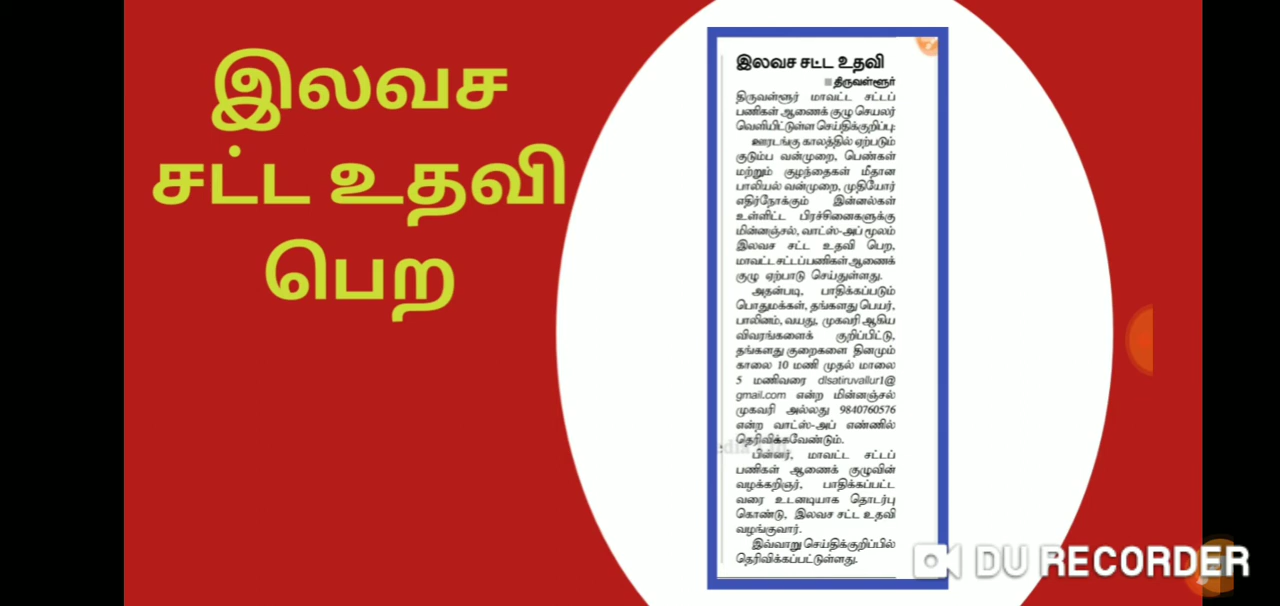 இலவச
சட்ட உதவி
பெற
இலவச சட்ட உதவி
திருவள்ளூர்
திருவள்ளூர் மாவட்ட சட்டப்
பணிகள் ஆணைக் குழு செயலர்
வெளியிட்டுள்ள செய்திக்குறிப்பு:
ஊரடங்கு காலத்தில் ஏற்படும்
குடும்ப வன்முறை, பெண்கள்
மற்றும் குழந்தைகள் மீதான
பாலியல் வன்முறை, முதியோர்
எதிர்நோக்கும் இன்னல்கள்
உள்ளிட்ட பிரச்சினைகளுக்கு
மின்னஞ்சல், வாட்ஸ்-அப் மூலம்
இலவச சட்ட உதவி பெற,
மாவட்ட சட்டப்பணிகள் ஆணைக்
குழு ஏற்பாடு செய்துள்ளது.
அதன்படி, பாதிக்கப்படும்
பொதுமக்கள், தங்களது பெயர்,
பாலினம், வயது, முகவரி ஆகிய
விவரங்களைக் குறிப்பிட்டு,
தங்களது குறைகளை தினமும்
காலை 10 மணி முதல் மாலை
5 மணிவரை dlsatiruvallur1@
gmail.com என்ற மின்னஞ்சல்
முகவரி அல்லது 9840760576
என்ற வாட்ஸ்-அப் எண்ணில்
தெரிவிக்கவேண்டும்.
பின்னர், மாவட்ட சட்டப்
பணிகள் ஆணைக் குழுவின்
வழக்கறிஞர், பாதிக்கப்பட்ட
வரை உடனடியாக தொடர்பு
கொண்டு, இலவச சட்ட உதவி
வழங்குவார்.
இவ்வாறு செய்திக்குறிப்பில்
தெரிவிக்கப்பட்டுள்ளது.
DU RECORDER